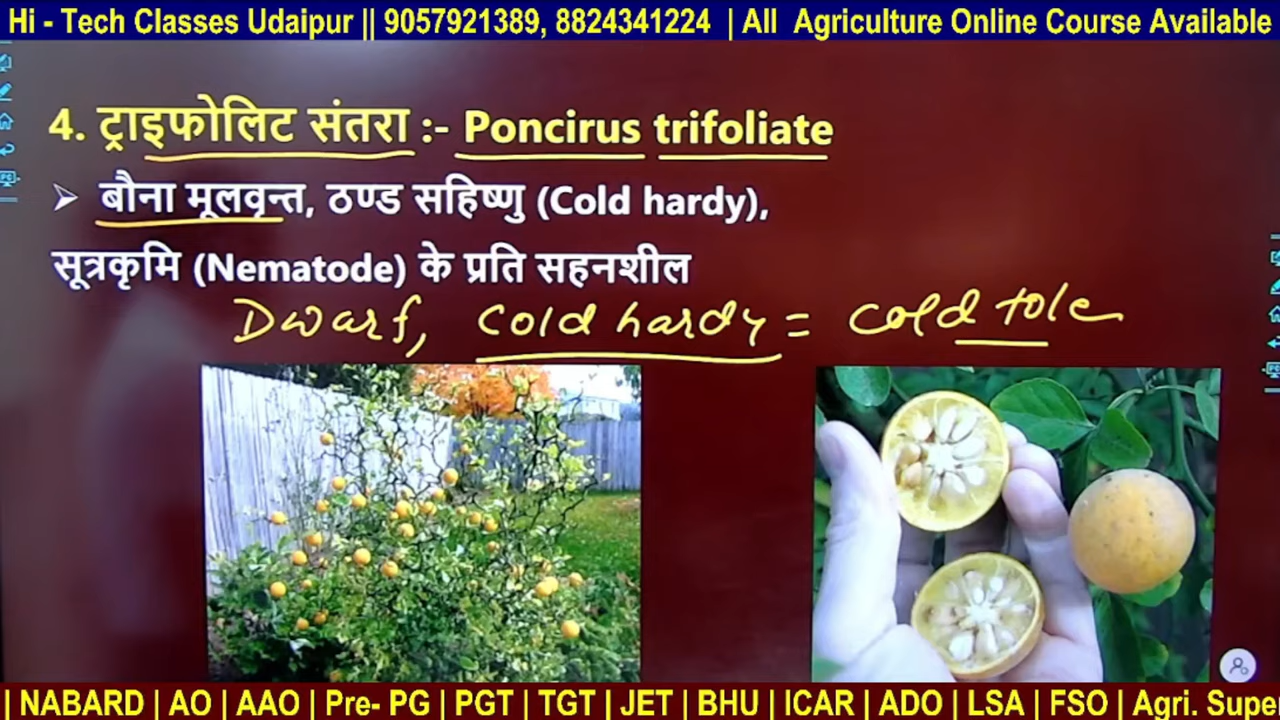 Hi - Tech Classes Udaipur || 9057921389, 8824341224 | All Agriculture Online Course Available
4. ट्राइफोलिट संतरा :- Poncirus trifoliate
➢ बौना मूलवृन्त, ठण्ड सहिष्णु (Cold hardy),
सूत्रकृमि (Nematode) के प्रति सहनशील
Dwarf, cold hardy = cold tole
| NABARD | AO | AAO | Pre- PG | PGT | TGT | JET | BHU | ICAR | ADO | LSA | FSO | Agri. Supe